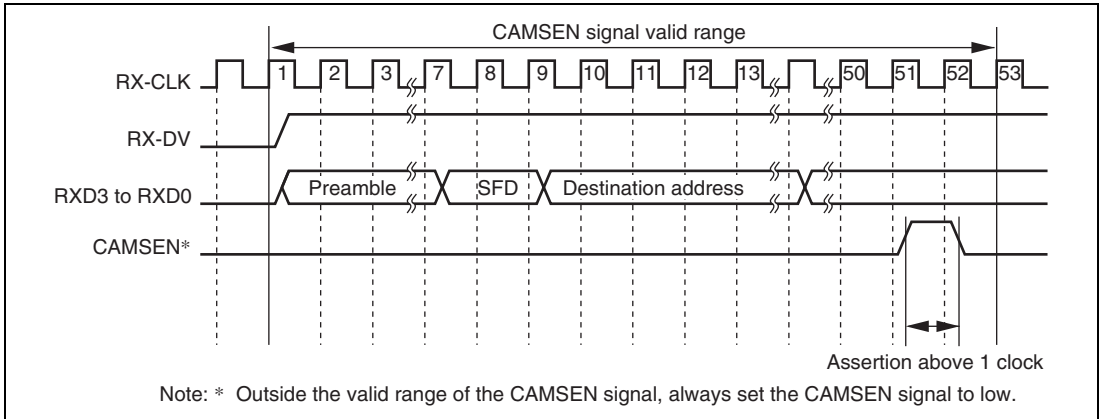 CAMSEN signal valid range
RX-CLK 1 2 3 7 8 9 10 11 12 13 50 51 52 53
RX-DV
RXD3 to RXD0 Preamble SFD Destination address
CAMSEN*
Assertion above 1 clock
Note: * Outside the valid range of the CAMSEN signal, always set the CAMSEN signal to low.